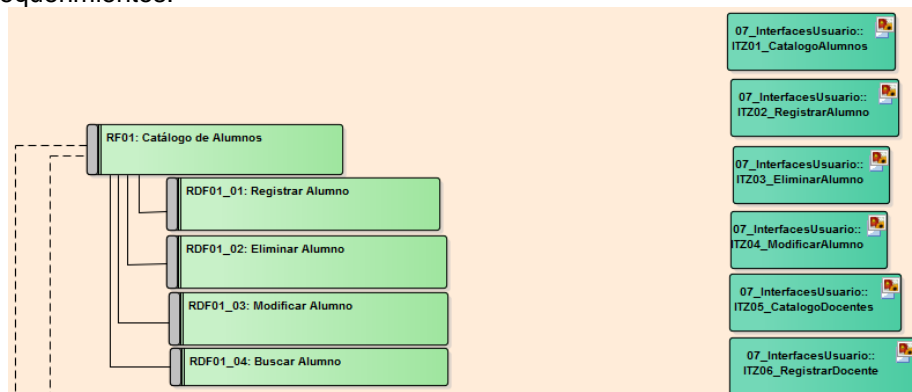 equerimientos.
07_InterfacesUsuario::
ITZ01_CatalogoAlumnos
07_InterfacesUsuario::
ITZ02_RegistrarAlumno
RF01: Catálogo de Alumnos
07_InterfacesUsuario::
ITZ03_EliminarAlumno
RDF01_01: Registrar Alumno
07_InterfacesUsuario::
ITZ04_ModificarAlumno
RDF01_02: Eliminar Alumno
07_InterfacesUsuario::
ITZ05_CatalogoDocentes
RDF01_03: Modificar Alumno
07_InterfacesUsuario::
ITZ06_RegistrarDocente
RDF01_04: Buscar Alumno